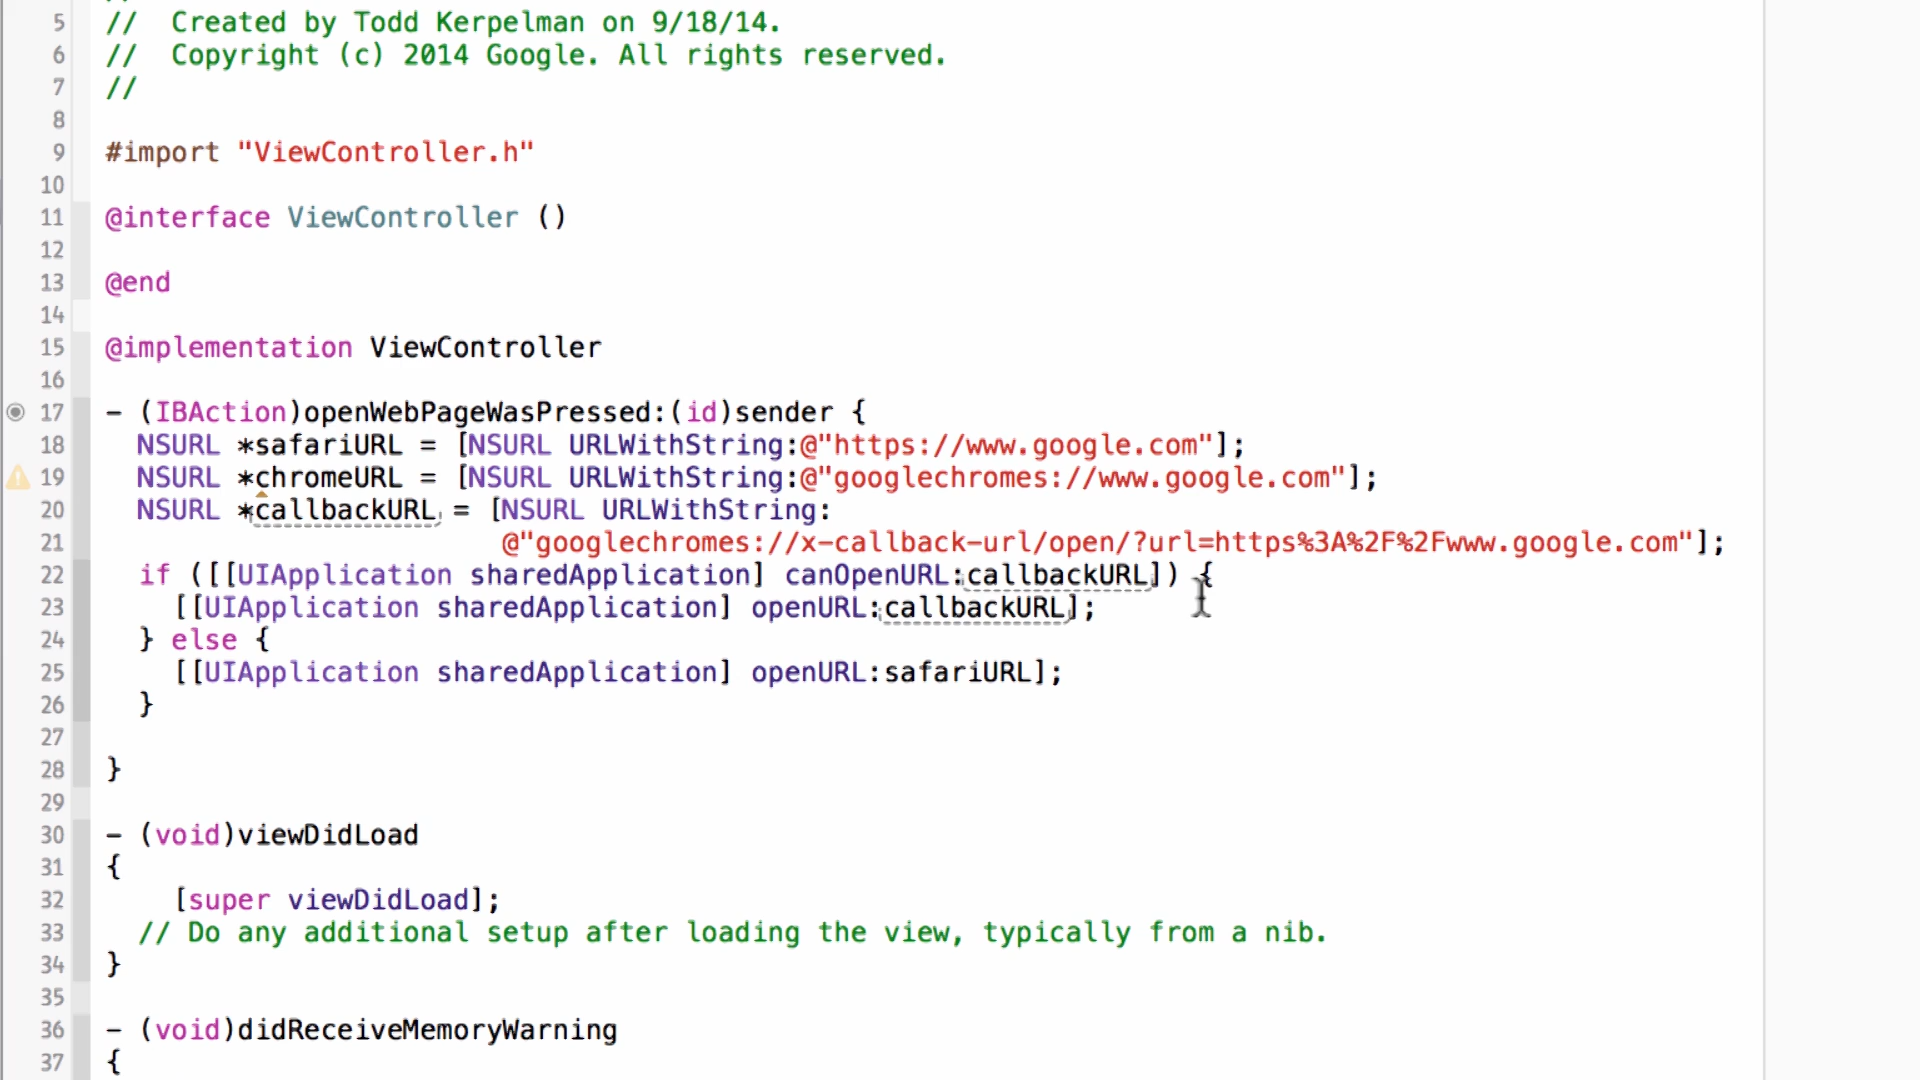 5 //  Created by Todd Kerpelman on 9/18/14.
6 //  Copyright (c) 2014 Google. All rights reserved.
7 //
8
9 #import "ViewController.h"
10
11 @interface ViewController ()
12
13 @end
14
15 @implementation ViewController
16
17 - (IBAction)openWebPageWasPressed:(id)sender {
18   NSURL *safariURL = [NSURL URLWithString:@"https://www.google.com"];
19   NSURL *chromeURL = [NSURL URLWithString:@"googlechromes://www.google.com"];
20   NSURL *callbackURL = [NSURL URLWithString:
21                         @"googlechromes://x-callback-url/open/?url=https%3A%2F%2Fwww.google.com"];
22   if ([[UIApplication sharedApplication] canOpenURL:callbackURL]) {
23     [[UIApplication sharedApplication] openURL:callbackURL];
24   } else {
25     [[UIApplication sharedApplication] openURL:safariURL];
26   }
27
28 }
29
30 - (void)viewDidLoad
31 {
32     [super viewDidLoad];
33   // Do any additional setup after loading the view, typically from a nib.
34 }
35
36 - (void)didReceiveMemoryWarning
37 {